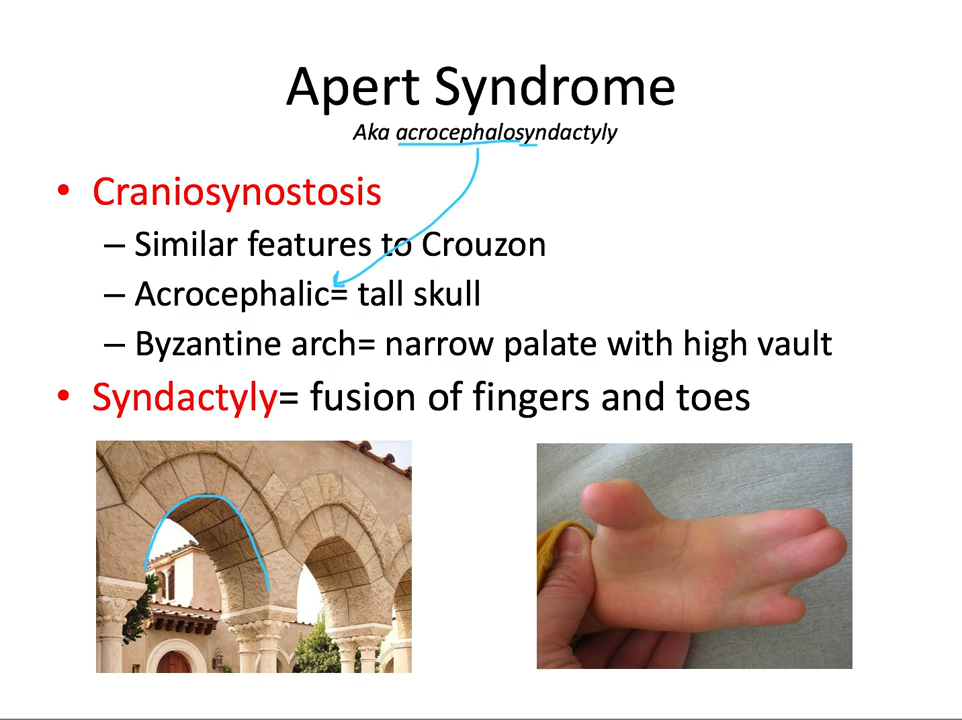 Apert Syndrome
Aka acrocephalosyndactyly
• Craniosynostosis
– Similar features to Crouzon
– Acrocephalic= tall skull
– Byzantine arch= narrow palate with high vault
• Syndactyly= fusion of fingers and toes